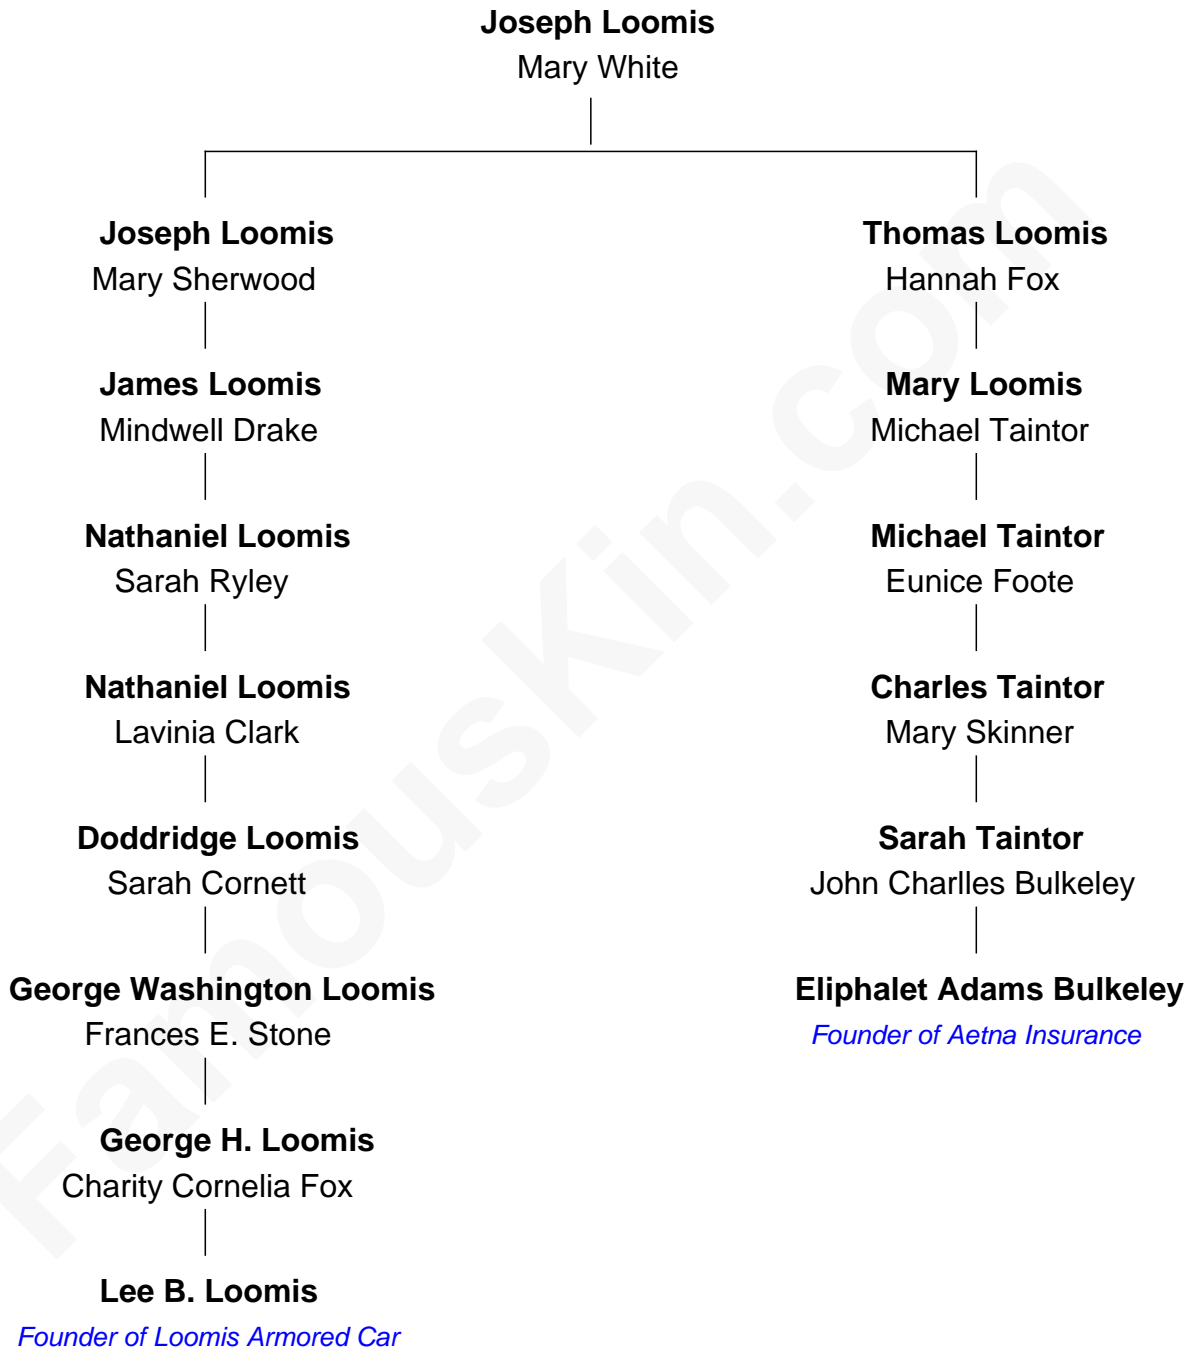 Joseph Loomis
Mary White
Joseph Loomis
Mary Sherwood
James Loomis
Mindwell Drake
Nathaniel Loomis
Sarah Ryley
Nathaniel Loomis
Lavinia Clark
Doddridge Loomis
Sarah Cornett
George Washington Loomis
Frances E. Stone
George H. Loomis
Charity Cornelia Fox
Lee B. Loomis
Founder of Loomis Armored Car
Thomas Loomis
Hannah Fox
Mary Loomis
Michael Taintor
Michael Taintor
Eunice Foote
Charles Taintor
Mary Skinner
Sarah Taintor
John Charlles Bulkeley
Eliphalet Adams Bulkeley
Founder of Aetna Insurance
FamousKin.com